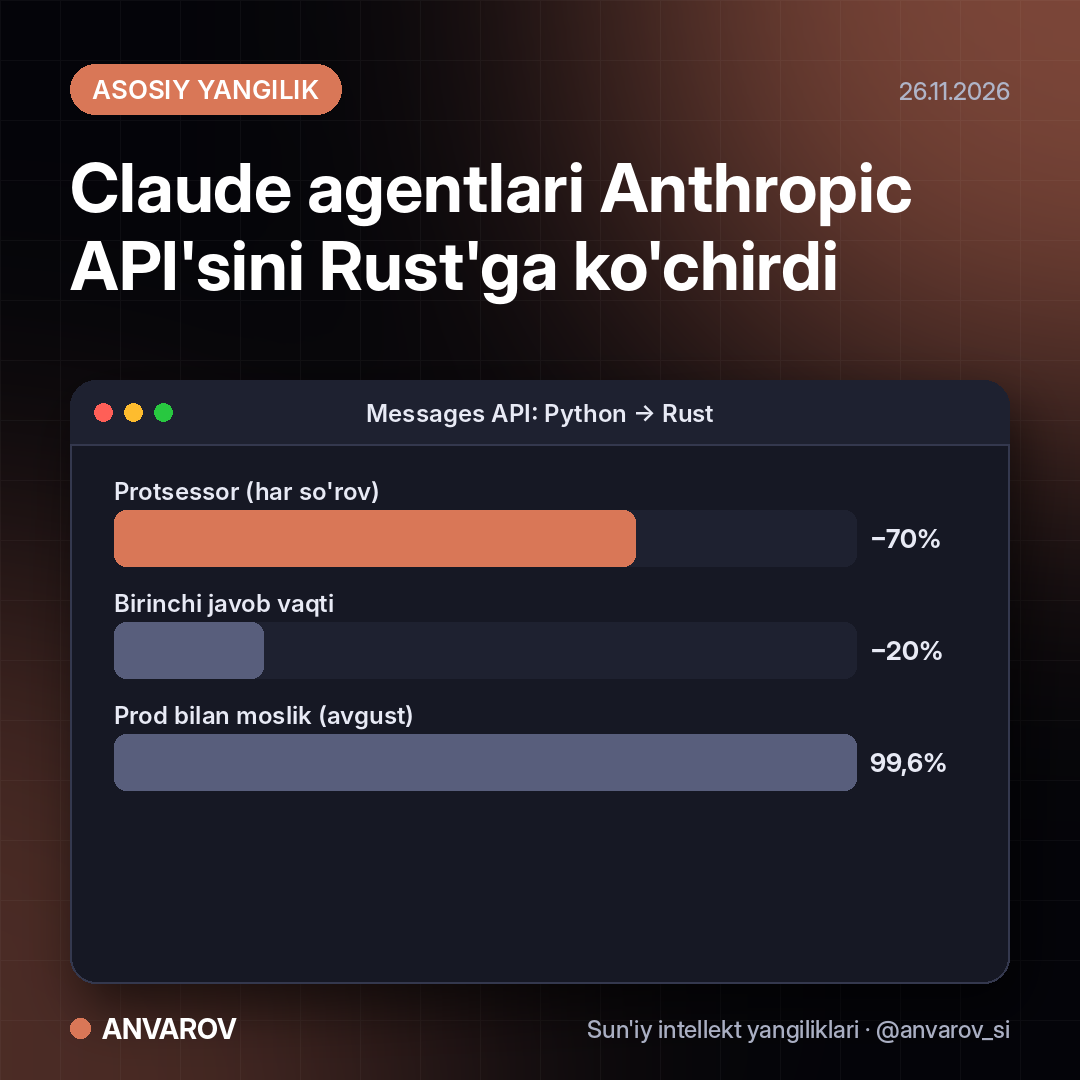 ASOSIY YANGILIK
26.11.2026
Claude agentlari Anthropic
API'sini Rust'ga ko'chirdi
Messages API: Python → Rust
Protsessor (har so'rov)
−70%
Birinchi javob vaqti
−20%
Prod bilan moslik (avgust)
99,6%
ANVAROV
Sun'iy intellekt yangiliklari · @anvarov_si